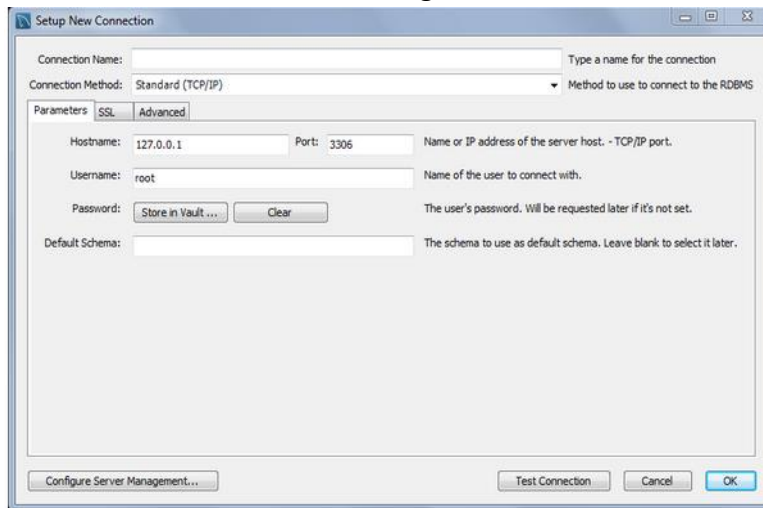 Setup New Connection
Connection Name: Type a name for the connection
Connection Method: Standard (TCP/IP) Method to use to connect to the RDBMS
Parameters SSL Advanced
Hostname: 127.0.0.1 Port: 3306 Name or IP address of the server host. - TCP/IP port.
Username: root Name of the user to connect with.
Password: Store in Vault ... Clear The user's password. Will be requested later if it's not set.
Default Schema: The schema to use as default schema. Leave blank to select it later.
Configure Server Management... Test Connection Cancel OK